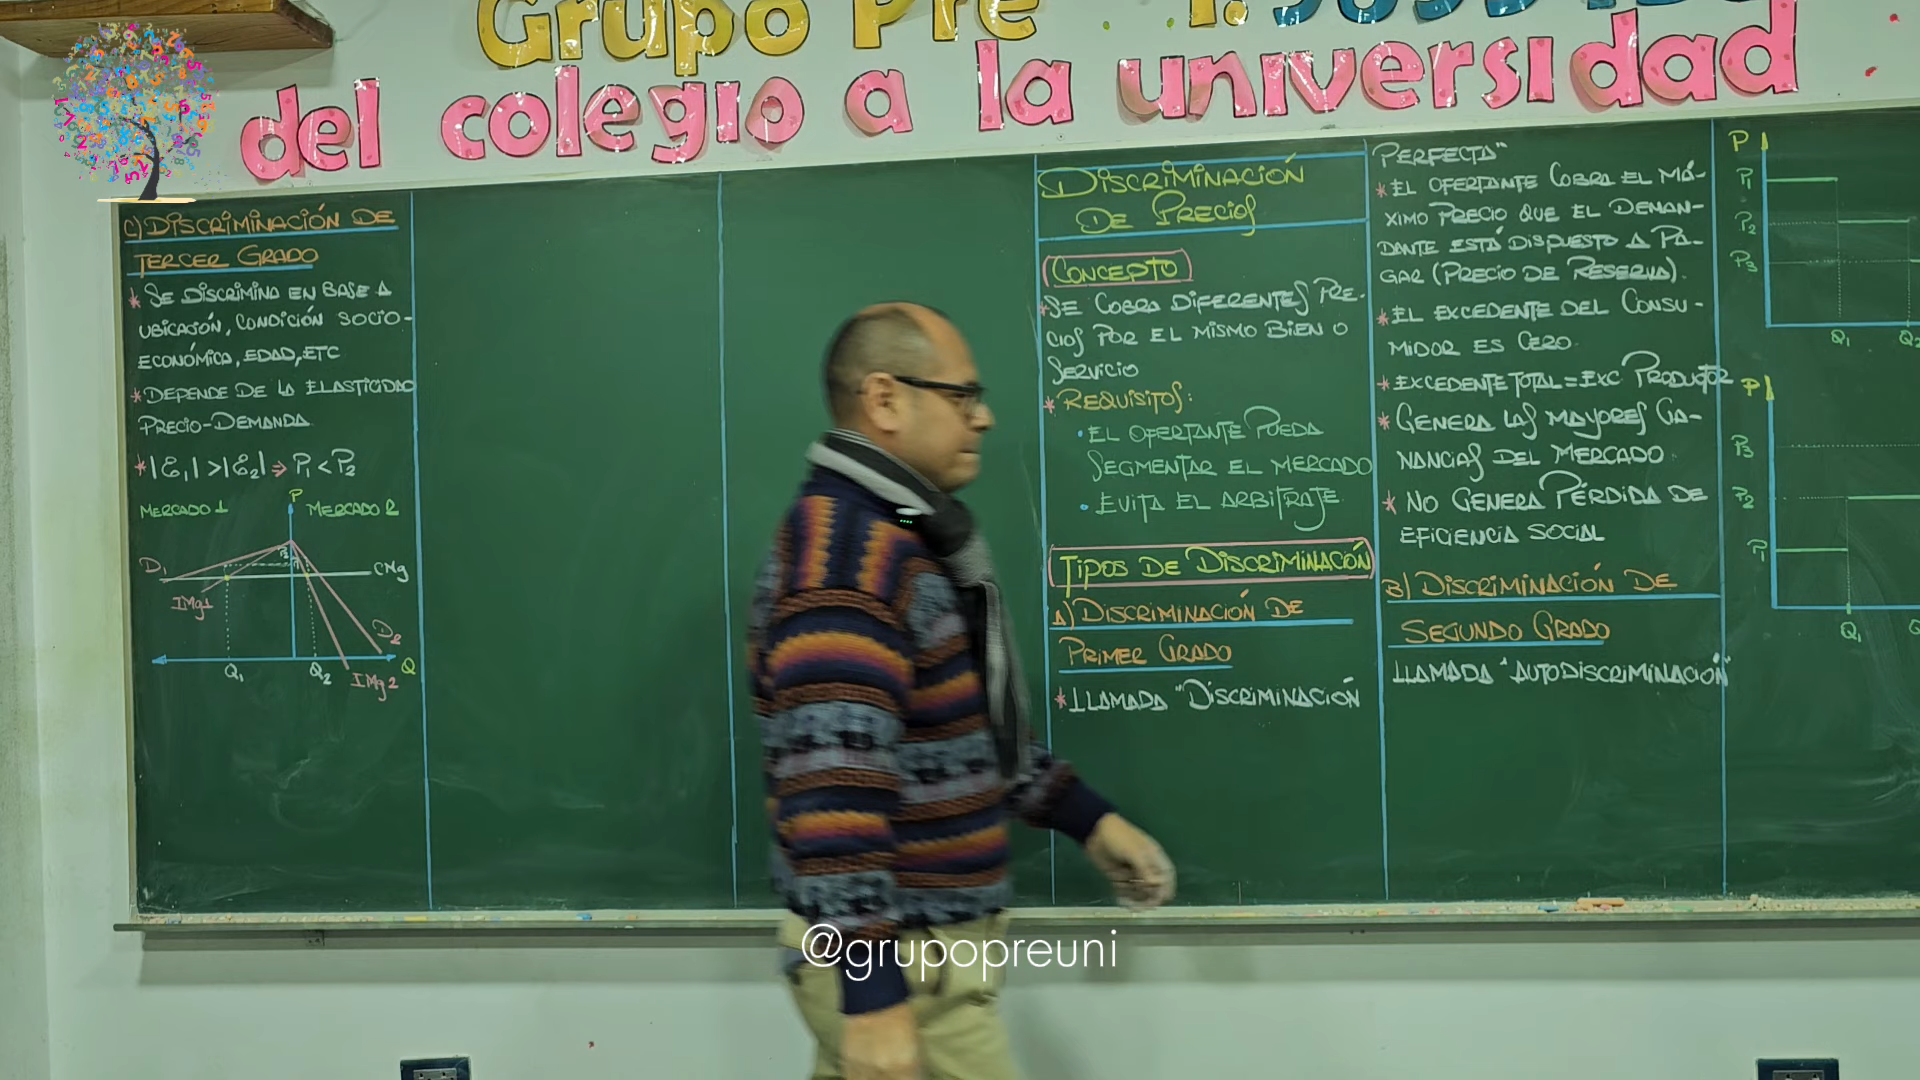 Grupo Pre
del colegio a la universidad
C) DISCRIMINACIÓN DE
TERCER GRADO
* SE DISCRIMINA EN BASE A
UBICACIÓN, CONDICIÓN SOCIO-
ECONÓMICA, EDAD, ETC
* DEPENDE DE LA ELASTICIDAD
PRECIO-DEMANDA
* |Ɛ₁| > |Ɛ₂| ⇒ P₁ < P₂
MERCADO 1
P
MERCADO 2
D₁
CMg
IMg1
D₂
Q₁
Q₂
Q
IMg2
DISCRIMINACIÓN
DE PRECIOS
CONCEPTO
* SE COBRA DIFERENTES PRE-
CIOS POR EL MISMO BIEN O
SERVICIO
* REQUISITOS:
• EL OFERTANTE PUEDA
SEGMENTAR EL MERCADO
• EVITA EL ARBITRAJE
TIPOS DE DISCRIMINACIÓN
A) DISCRIMINACIÓN DE
PRIMER GRADO
* LLAMADA "DISCRIMINACIÓN
PERFECTA"
* EL OFERTANTE COBRA EL MÁ-
XIMO PRECIO QUE EL DEMAN-
DANTE ESTÁ DISPUESTO A PA-
GAR (PRECIO DE RESERVA).
* EL EXCEDENTE DEL CONSU-
MIDOR ES CERO.
* EXCEDENTE TOTAL = EXC PRODUCTOR
* GENERA LAS MAYORES GA-
NANCIAS DEL MERCADO
* NO GENERA PÉRDIDA DE
EFICIENCIA SOCIAL
B) DISCRIMINACIÓN DE
SEGUNDO GRADO
LLAMADA "AUTODISCRIMINACIÓN"
P
P₁
P₂
P₃
Q₁
Q₂
P
P₃
P₂
P₁
Q₁
@grupopreuni